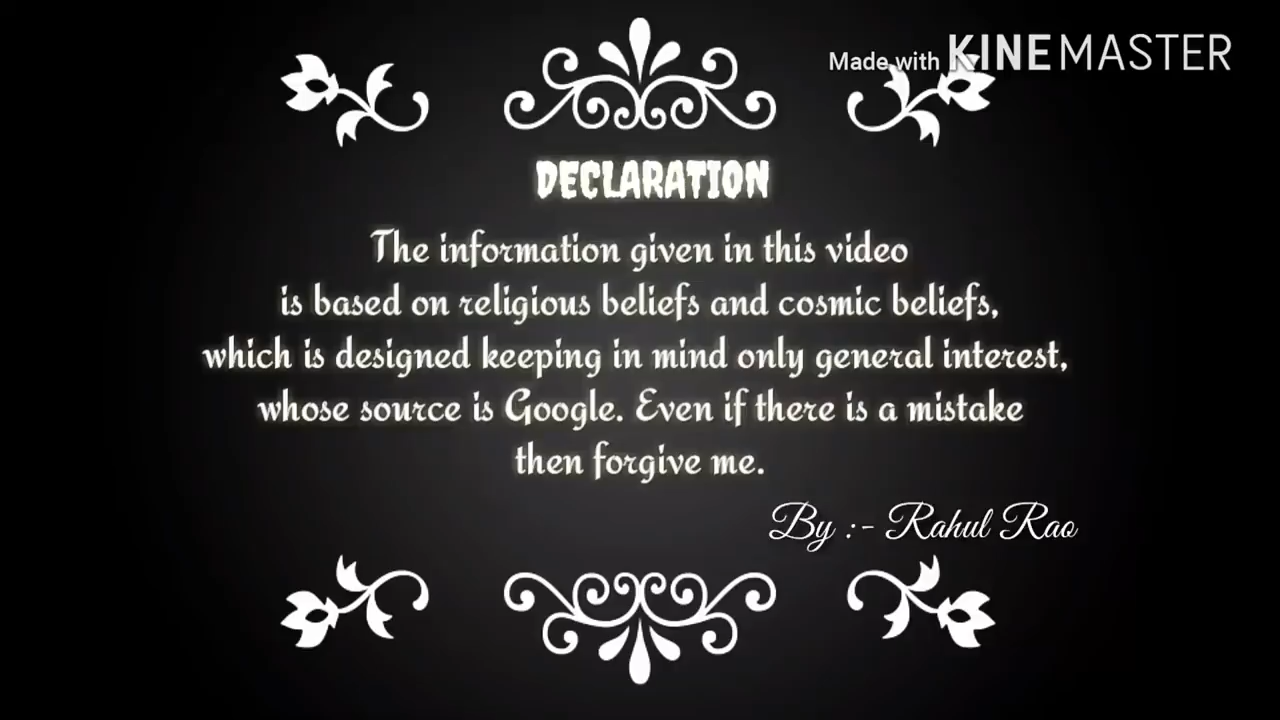 Made with KINEMASTER
DECLARATION
The information given in this video
is based on religious beliefs and cosmic beliefs,
which is designed keeping in mind only general interest,
whose source is Google. Even if there is a mistake
then forgive me.
By :- Rahul Rao